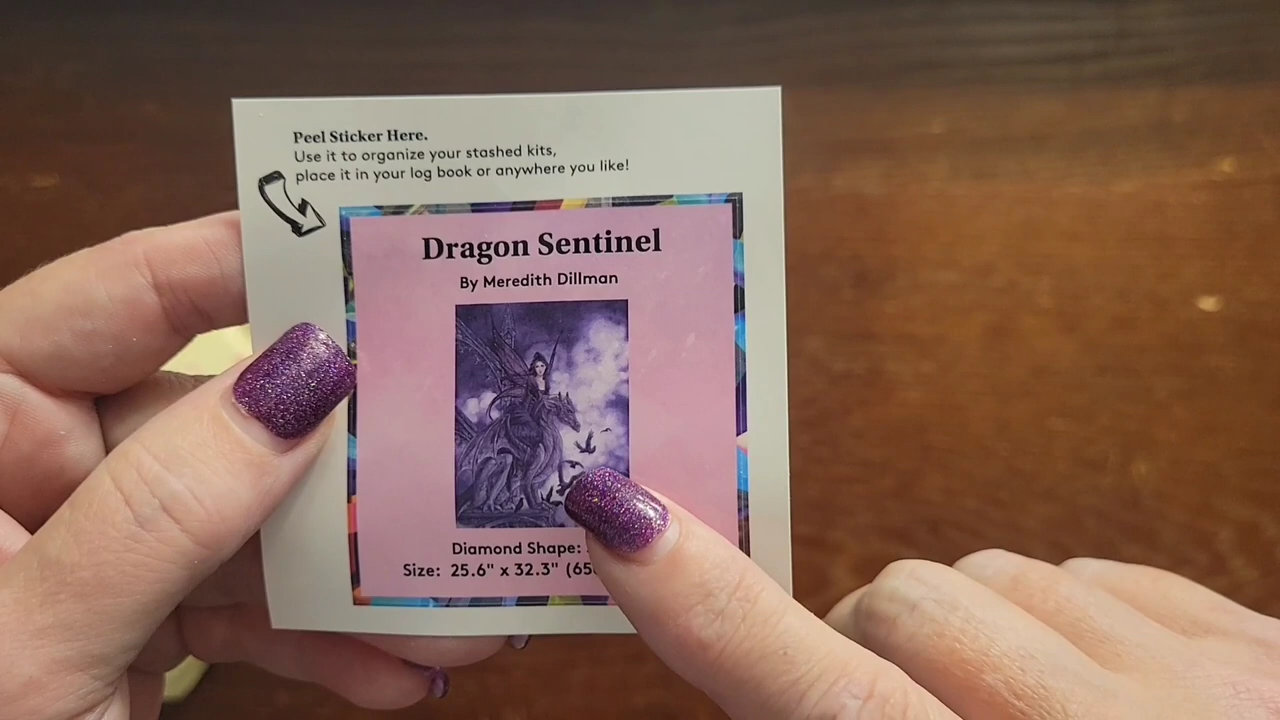 Peel Sticker Here.
Use it to organize your stashed kits,
place it in your log book or anywhere you like!
Dragon Sentinel
By Meredith Dillman
Diamond Shape:
Size: 25.6" x 32.3" (65